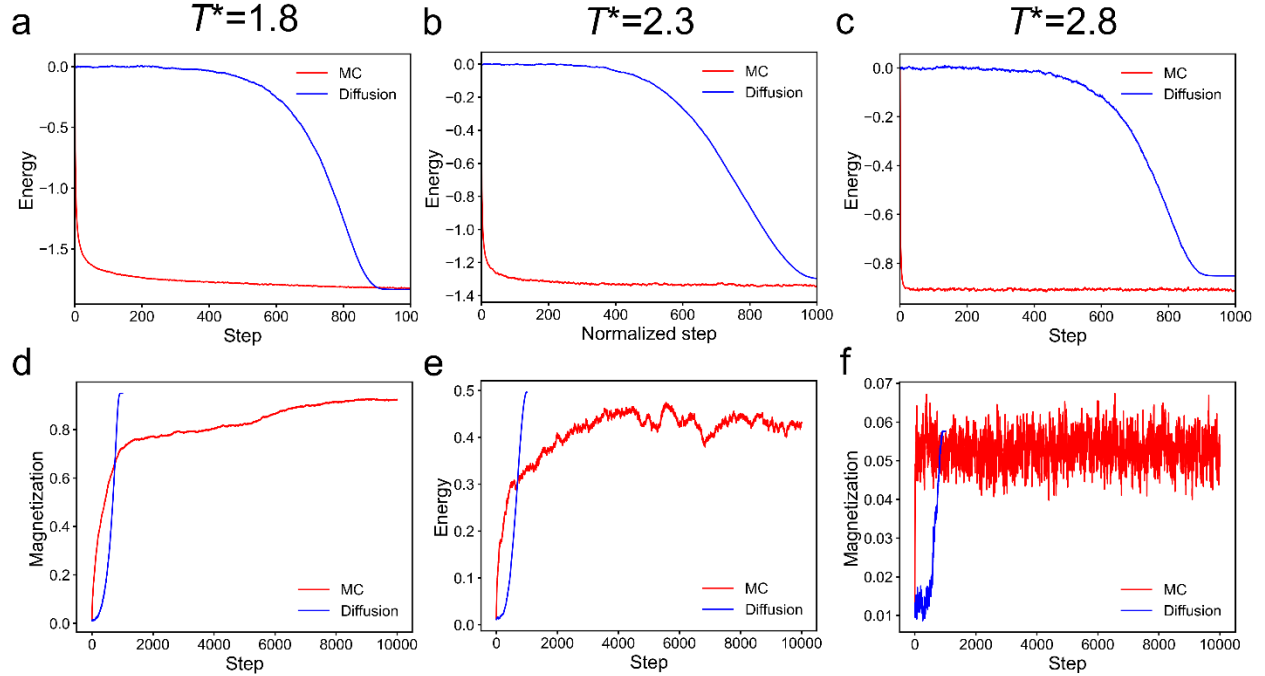 T*=1.8 T*=2.3 T*=2.8
a b c
0.0
−0.5
−1.0
−1.5
Energy
MC
Diffusion
0 200 400 600 800 100
Step
0.0
−0.2
−0.4
−0.6
−0.8
−1.0
−1.2
−1.4
Energy
MC
Diffusion
0 200 400 600 800 1000
Normalized step
0.0
−0.2
−0.4
−0.6
−0.8
Energy
MC
Diffusion
0 200 400 600 800 1000
Step
d e f
0.8
0.6
0.4
0.2
0.0
Magnetization
MC
Diffusion
0 2000 4000 6000 8000 10000
Step
0.5
0.4
0.3
0.2
0.1
0.0
Energy
MC
Diffusion
0 2000 4000 6000 8000 10000
Step
0.07
0.06
0.05
0.04
0.03
0.02
0.01
Magnetization
MC
Diffusion
0 2000 4000 6000 8000 10000
Step